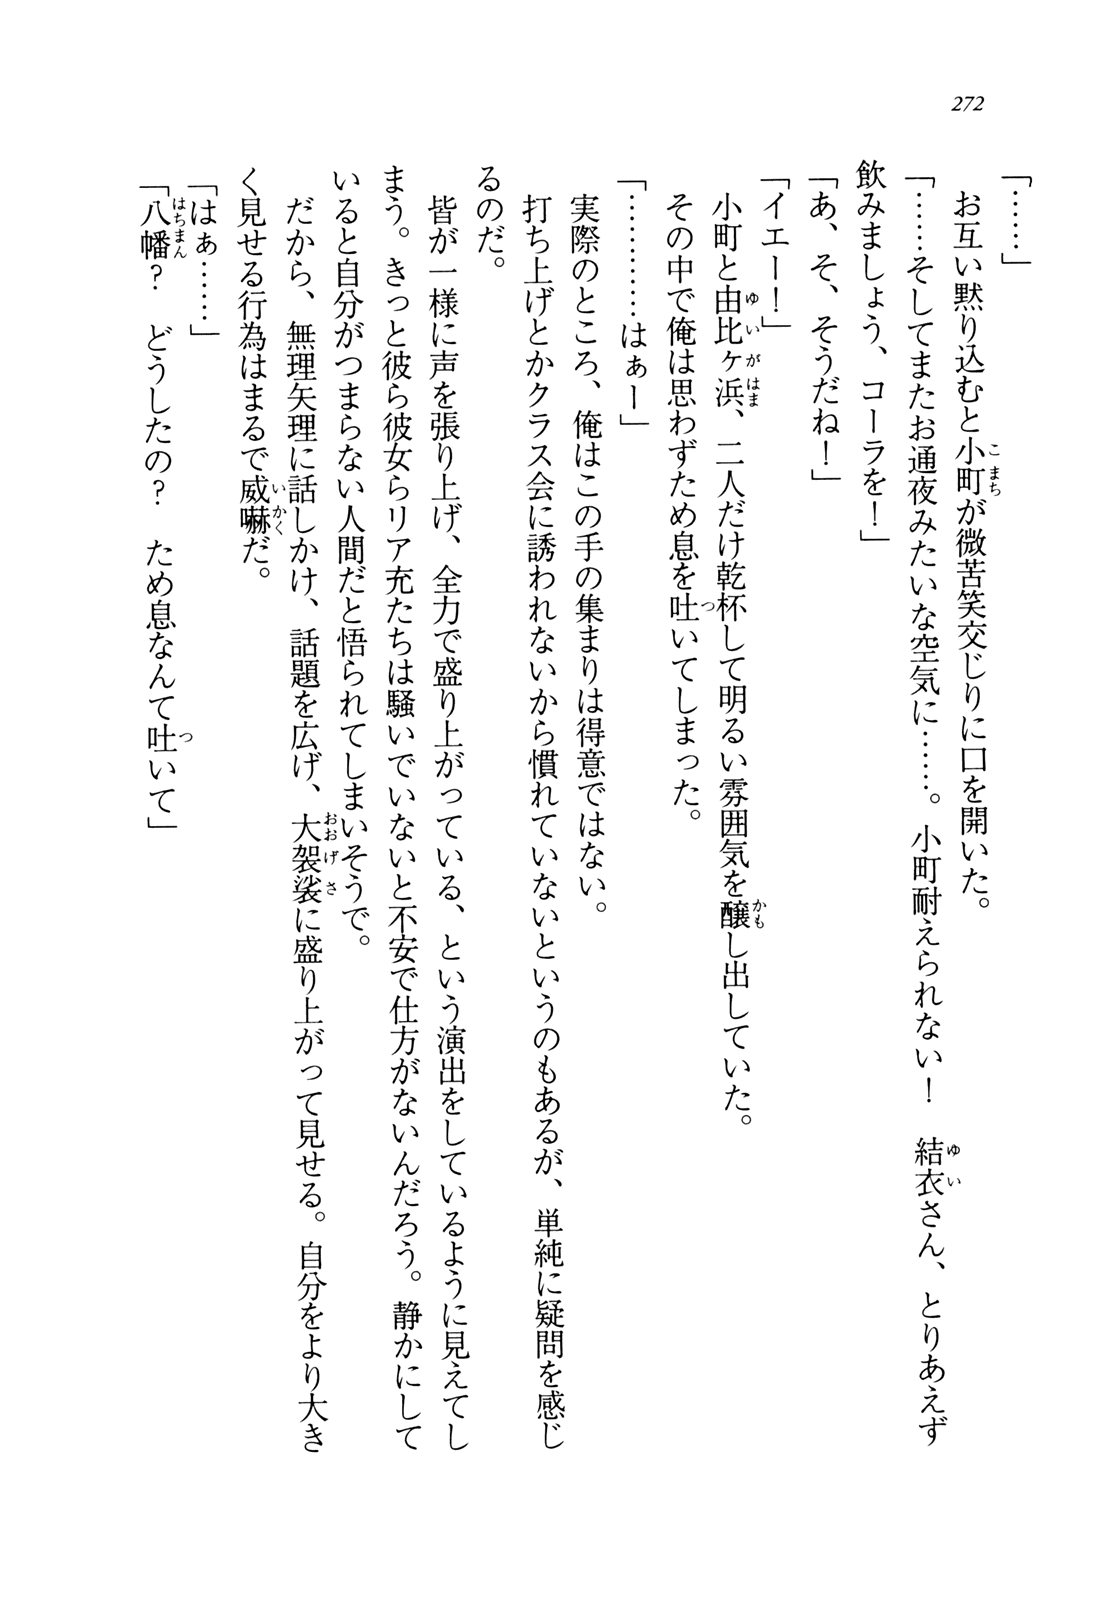 272
「……」
お互い黙り込むと小町が微苦笑交じりに口を開いた。
「……そしてまたお通夜みたいな空気に……。小町耐えられない！　結衣さん、とりあえず
飲みましょう、コーラを！」
「あ、そ、そうだね！」
「イエー！」
小町と由比ヶ浜、二人だけ乾杯して明るい雰囲気を醸し出していた。
その中で俺は思わずため息を吐いてしまった。
「…………はぁー」
実際のところ、俺はこの手の集まりは得意ではない。
打ち上げとかクラス会に誘われないから慣れていないというのもあるが、単純に疑問を感じ
るのだ。
皆が一様に声を張り上げ、全力で盛り上がっている、という演出をしているように見えてし
まう。きっと彼ら彼女らリア充たちは騒いでいないと不安で仕方がないんだろう。静かにして
いると自分がつまらない人間だと悟られてしまいそうで。
だから、無理矢理に話しかけ、話題を広げ、大袈裟に盛り上がって見せる。自分をより大き
く見せる行為はまるで威嚇だ。
「はぁ……」
「八幡？　どうしたの？　ため息なんて吐いて」